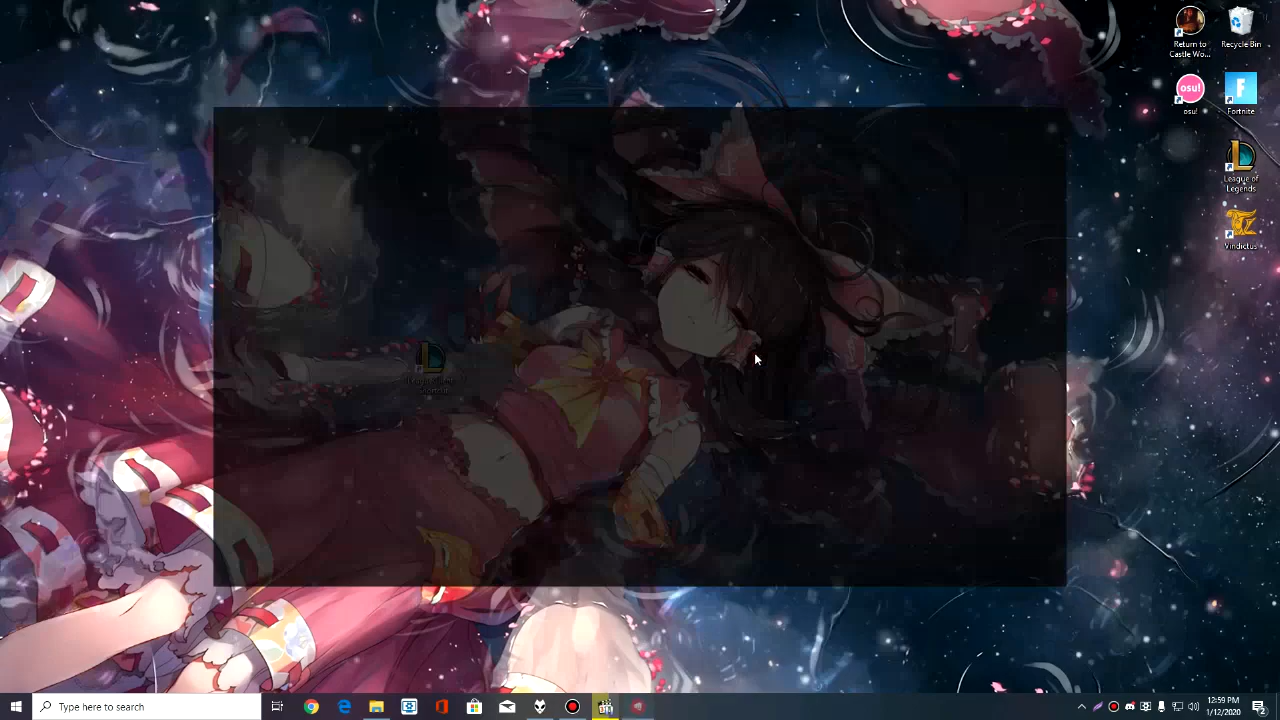 Return to
Castle Wo...
Recycle Bin
osu!
osu!
F
Fortnite
League of
Legends
Vindictus
Type here to search
12:59 PM
1/12/2020
2